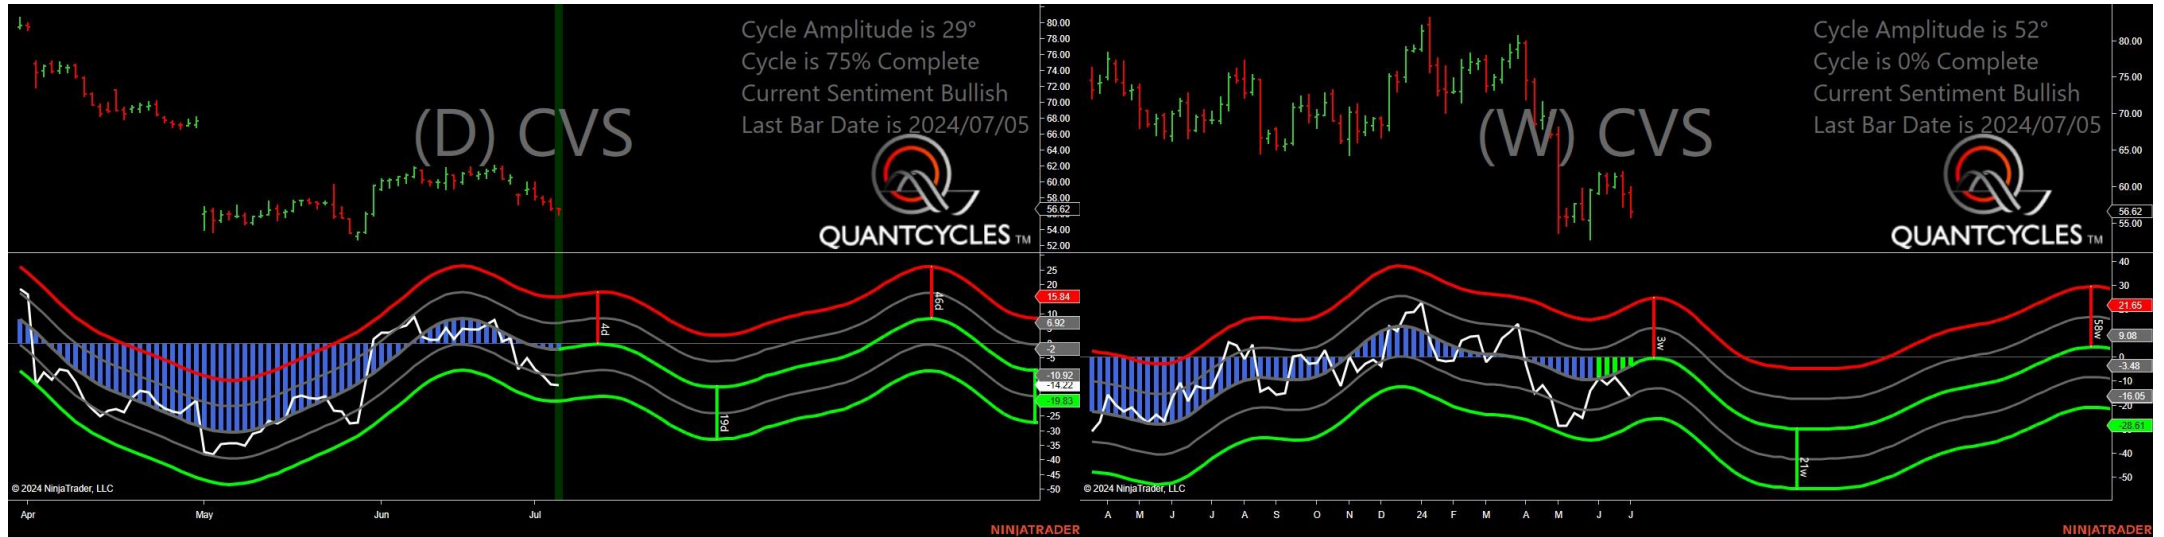 Cycle Amplitude is 29°
Cycle is 75% Complete
Current Sentiment Bullish
Last Bar Date is 2024/07/05
(D) CVS
QUANTCYCLES TM
80.00
78.00
76.00
74.00
72.00
70.00
68.00
66.00
64.00
62.00
60.00
58.00
56.62
54.00
52.00
25
20
15.84
10
6.92
-2
-5
-10.92
-14.22
-19.83
-25
-30
-35
-40
-45
-50
4d
19d
46d
© 2024 NinjaTrader, LLC
Apr
May
Jun
Jul
NINJATRADER
Cycle Amplitude is 52°
Cycle is 0% Complete
Current Sentiment Bullish
Last Bar Date is 2024/07/05
(W) CVS
QUANTCYCLES TM
80.00
75.00
70.00
65.00
60.00
56.62
55.00
40
30
21.65
9.08
0
-3.48
-10
-16.05
-20
-28.61
-40
-50
3w
21w
58w
© 2024 NinjaTrader, LLC
A M J J A S O N D 24 F M A M J J
NINJATRADER